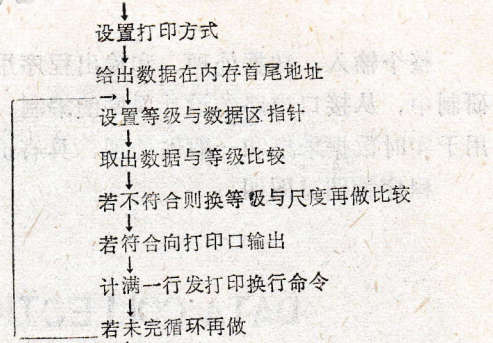 设置打印方式
给出数据在内存首尾地址
设置等级与数据区指针
取出数据与等级比较
若不符合则换等级与尺度再做比较
若符合向打印口输出
计满一行发打印换行命令
若未完循环再做